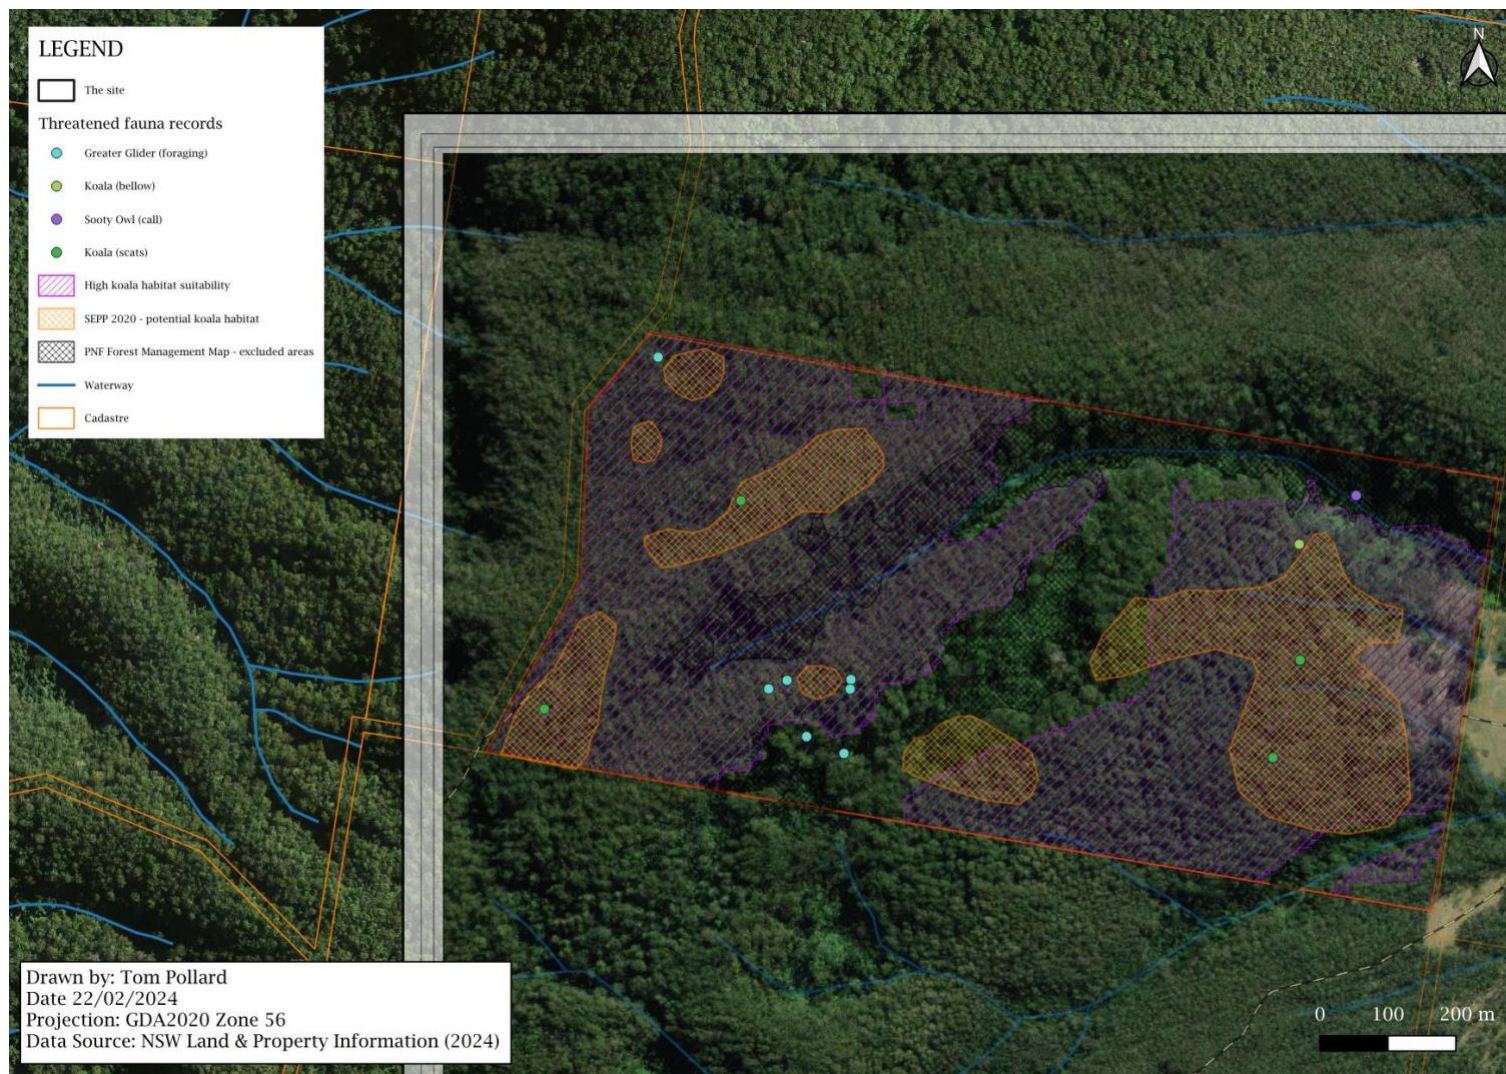 LEGEND
The site
Threatened fauna records
Greater Glider (foraging)
Koala (bellow)
Sooty Owl (call)
Koala (scats)
High koala habitat suitability
SEPP 2020 - potential koala habitat
PNF Forest Management Map - excluded areas
Waterway
Cadastre
N
Drawn by: Tom Pollard
Date 22/02/2024
Projection: GDA2020 Zone 56
Data Source: NSW Land & Property Information (2024)
0 100 200 m